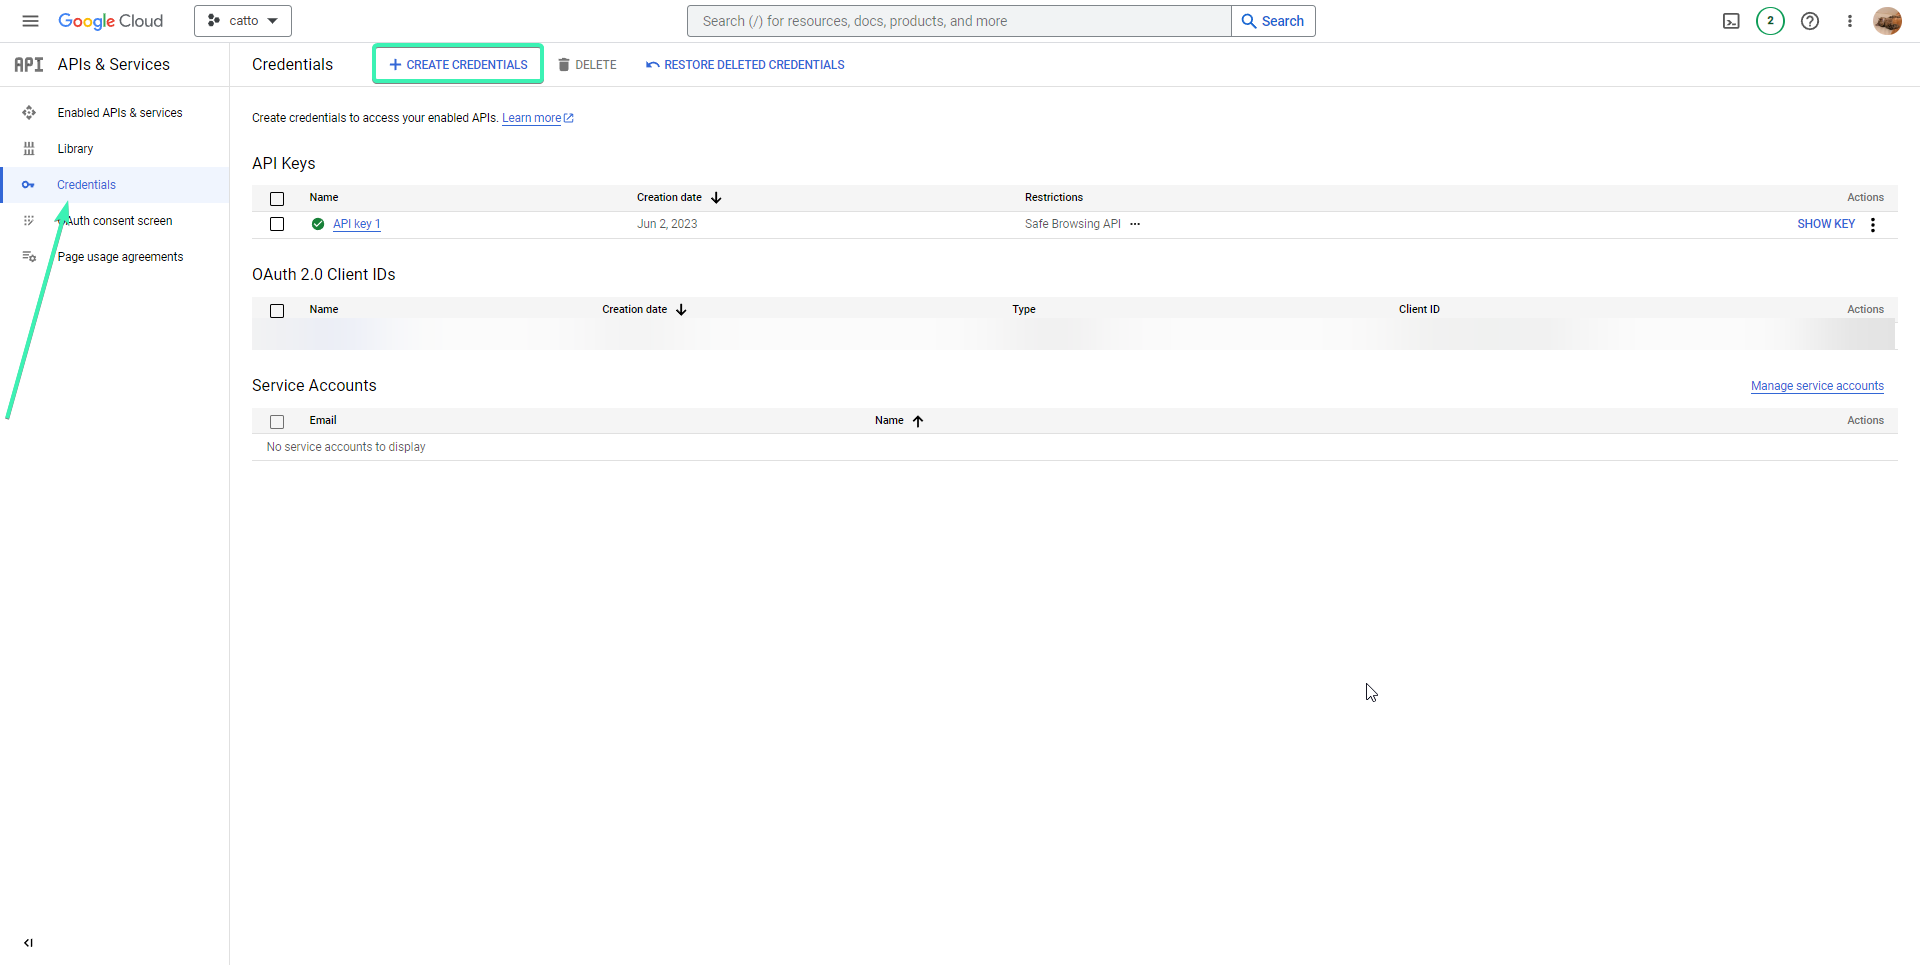 Google Cloud
catto
Search (/) for resources, docs, products, and more
Search
2
API APIs & Services
Credentials
CREATE CREDENTIALS
DELETE
RESTORE DELETED CREDENTIALS
Enabled APIs & services
Library
Credentials
OAuth consent screen
Page usage agreements
Create credentials to access your enabled APIs. Learn more
API Keys
Name Creation date Restrictions Actions
API key 1 Jun 2, 2023 Safe Browsing API ... SHOW KEY
OAuth 2.0 Client IDs
Name Creation date Type Client ID Actions
Service Accounts
Manage service accounts
Email Name Actions
No service accounts to display